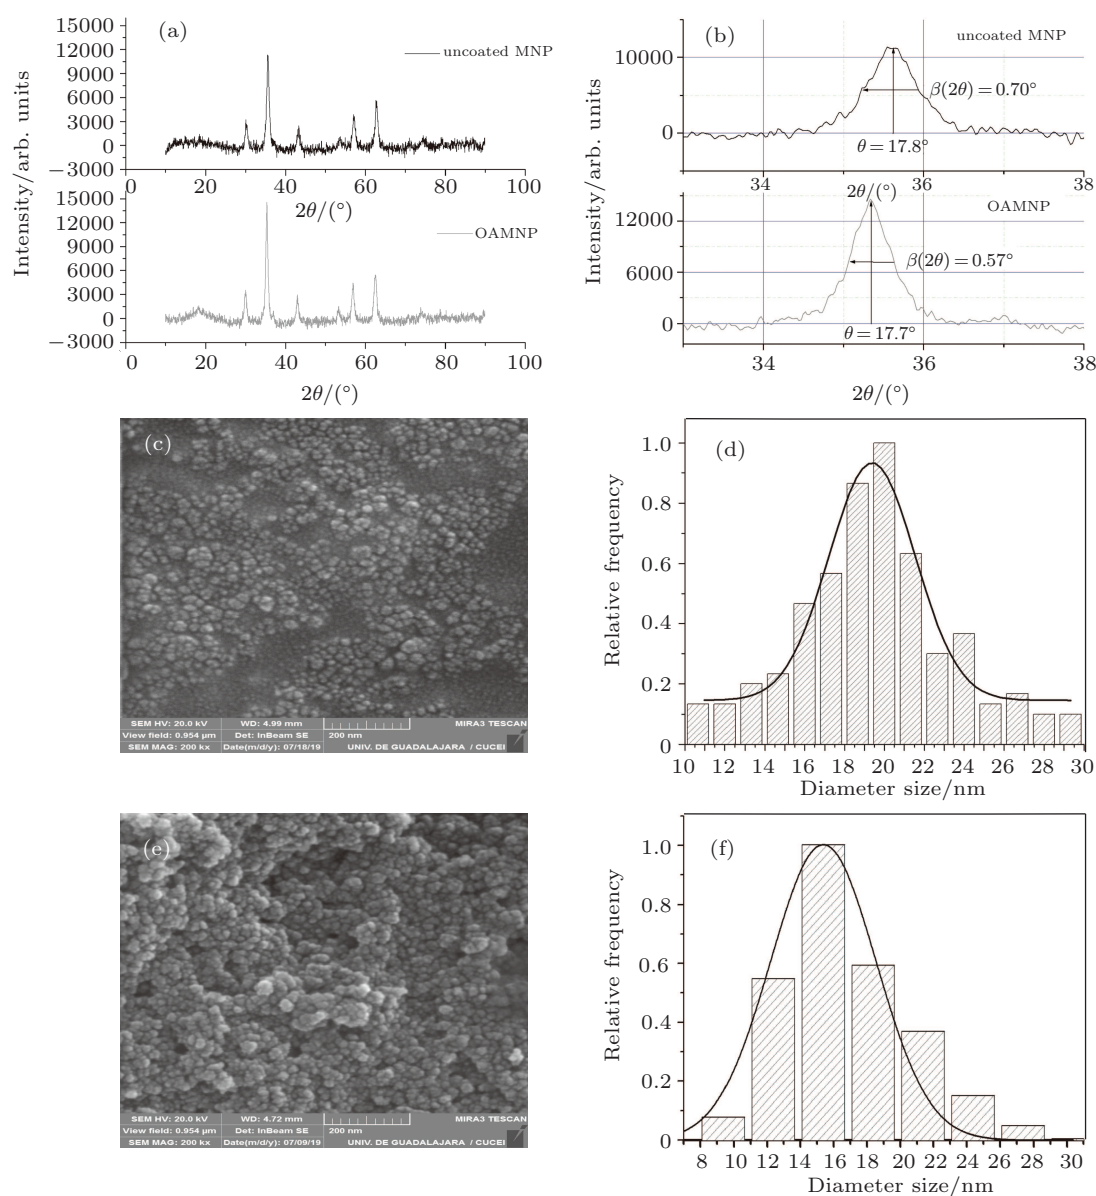 (a)
uncoated MNP
15000
12000
9000
6000
3000
0
−3000
0 20 40 60 80 100
2θ/(°)
OAMNP
15000
12000
9000
6000
3000
0
−3000
0 20 40 60 80 100
2θ/(°)
Intensity/arb. units
(b)
uncoated MNP
10000
0
β(2θ) = 0.70°
θ = 17.8°
34 36 38
2θ/(°)
OAMNP
12000
6000
0
β(2θ) = 0.57°
θ = 17.7°
34 36 38
2θ/(°)
Intensity/arb. units
(c)
SEM HV: 20.0 kV WD: 4.99 mm MIRA3 TESCAN
View field: 0.954 µm Det: InBeam SE 200 nm
SEM MAG: 200 kx Date(m/d/y): 07/18/19 UNIV. DE GUADALAJARA / CUCEI
(d)
1.0
0.8
0.6
0.4
0.2
0
10 12 14 16 18 20 22 24 26 28 30
Diameter size/nm
Relative frequency
(e)
SEM HV: 20.0 kV WD: 4.72 mm MIRA3 TESCAN
View field: 0.954 µm Det: InBeam SE 200 nm
SEM MAG: 200 kx Date(m/d/y): 07/09/19 UNIV. DE GUADALAJARA / CUCEI
(f)
1.0
0.8
0.6
0.4
0.2
0
8 10 12 14 16 18 20 22 24 26 28 30
Diameter size/nm
Relative frequency